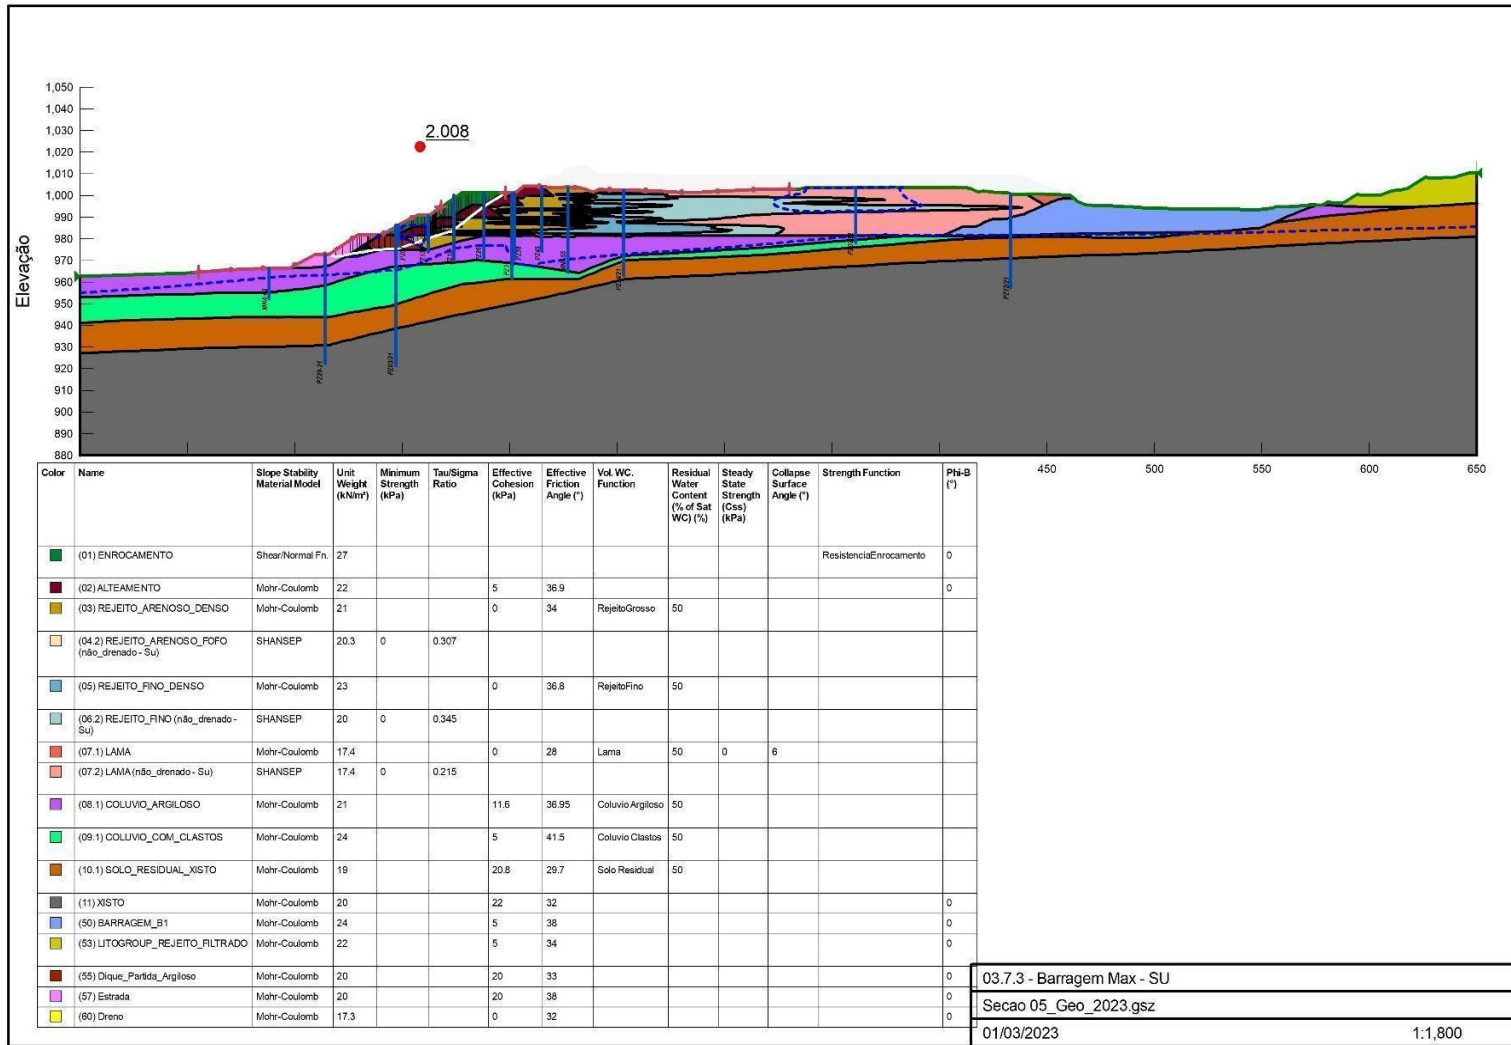 2.008
Elevação
1,050
1,040
1,030
1,020
1,010
1,000
990
980
970
960
950
940
930
920
910
900
890
880
450 500 550 600 650
PZ12/21
Color Name Slope Stability Material Model Unit Weight (kN/m³) Minimum Strength (kPa) Tau/Sigma Ratio Effective Cohesion (kPa) Effective Friction Angle (°) Vol. WC. Function Residual Water Content (% of Sat WC) (%) Steady State Strength (Css) (kPa) Collapse Surface Angle (°) Strength Function Phi-B (°)
(01) ENROCAMENTO Shear/Normal Fn. 27 ResistenciaEnrocamento 0
(02) ALTEAMENTO Mohr-Coulomb 22 5 36.9 0
(03) REJEITO_ARENOSO_DENSO Mohr-Coulomb 21 0 34 RejeitoGrosso 50
(04.2) REJEITO_ARENOSO_FOFO SHANSEP 20.3 0 0.307
(não_drenado - Su)
(05) REJEITO_FINO_DENSO Mohr-Coulomb 23 0 36.8 RejeitoFino 50
(06.2) REJEITO_FINO (não_drenado - SHANSEP 20 0 0.345
Su)
(07.1) LAMA Mohr-Coulomb 17.4 0 28 Lama 50 0 6
(07.2) LAMA (não_drenado - Su) SHANSEP 17.4 0 0.215
(08.1) COLUVIO_ARGILOSO Mohr-Coulomb 21 11.6 36.95 Coluvio Argiloso 50
(09.1) COLUVIO_COM_CLASTOS Mohr-Coulomb 24 5 41.5 Coluvio Clastos 50
(10.1) SOLO_RESIDUAL_XISTO Mohr-Coulomb 19 20.8 29.7 Solo Residual 50
(11) XISTO Mohr-Coulomb 20 22 32 0
(50) BARRAGEM_B1 Mohr-Coulomb 24 5 38 0
(53) LITOGROUP_REJEITO_FILTRADO Mohr-Coulomb 22 5 34 0
(55) Dique_Partida_Argiloso Mohr-Coulomb 20 20 33 0
(57) Estrada Mohr-Coulomb 20 20 38 0
(60) Dreno Mohr-Coulomb 17.3 0 32 0
03.7.3 - Barragem Max - SU
Secao 05_Geo_2023.gsz
01/03/2023 1:1,800